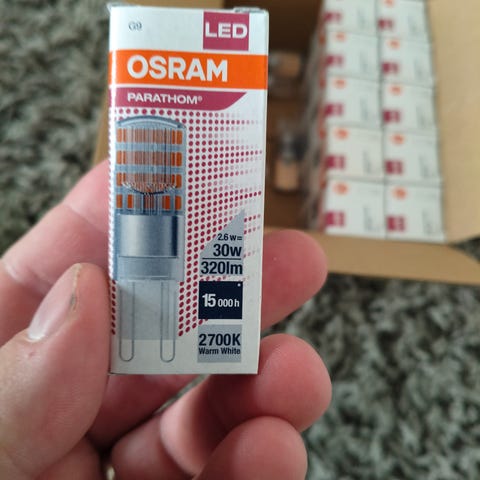 G9
LED
OSRAM
PARATHOM®
2.6 w=
30w
320lm
15 000 h
2700K
Warm White